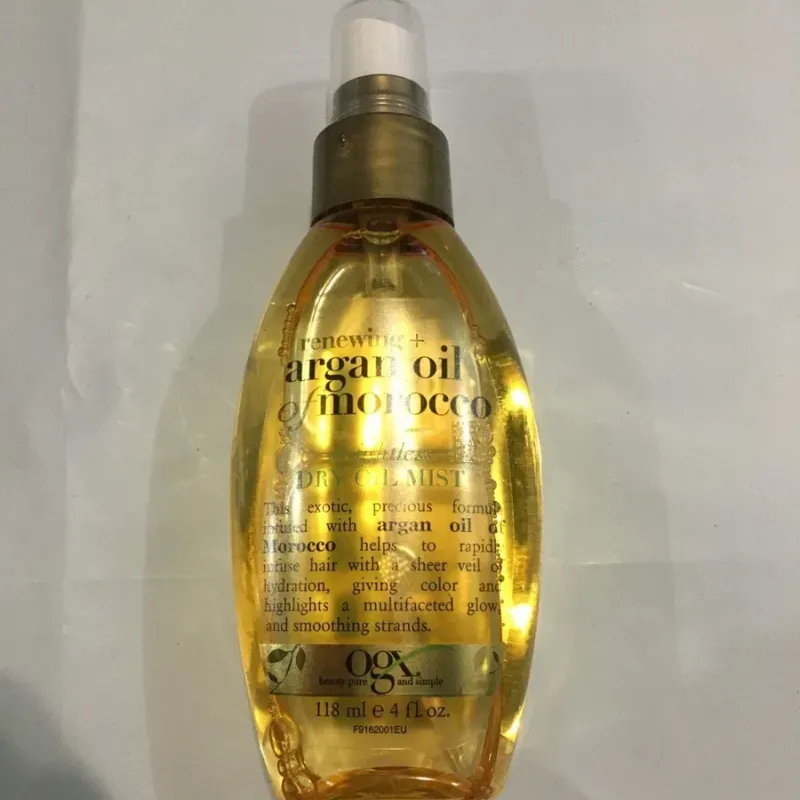 renewing +
argan oil
of morocco
DRY OIL MIST
This exotic, precious formula
infused with argan oil of
Morocco helps to rapidly
infuse hair with a sheer veil of
hydration, giving color and
highlights a multifaceted glow,
and smoothing strands.
ogx.
beauty pure and simple
118 ml e 4 fl. oz.
F9162001EU